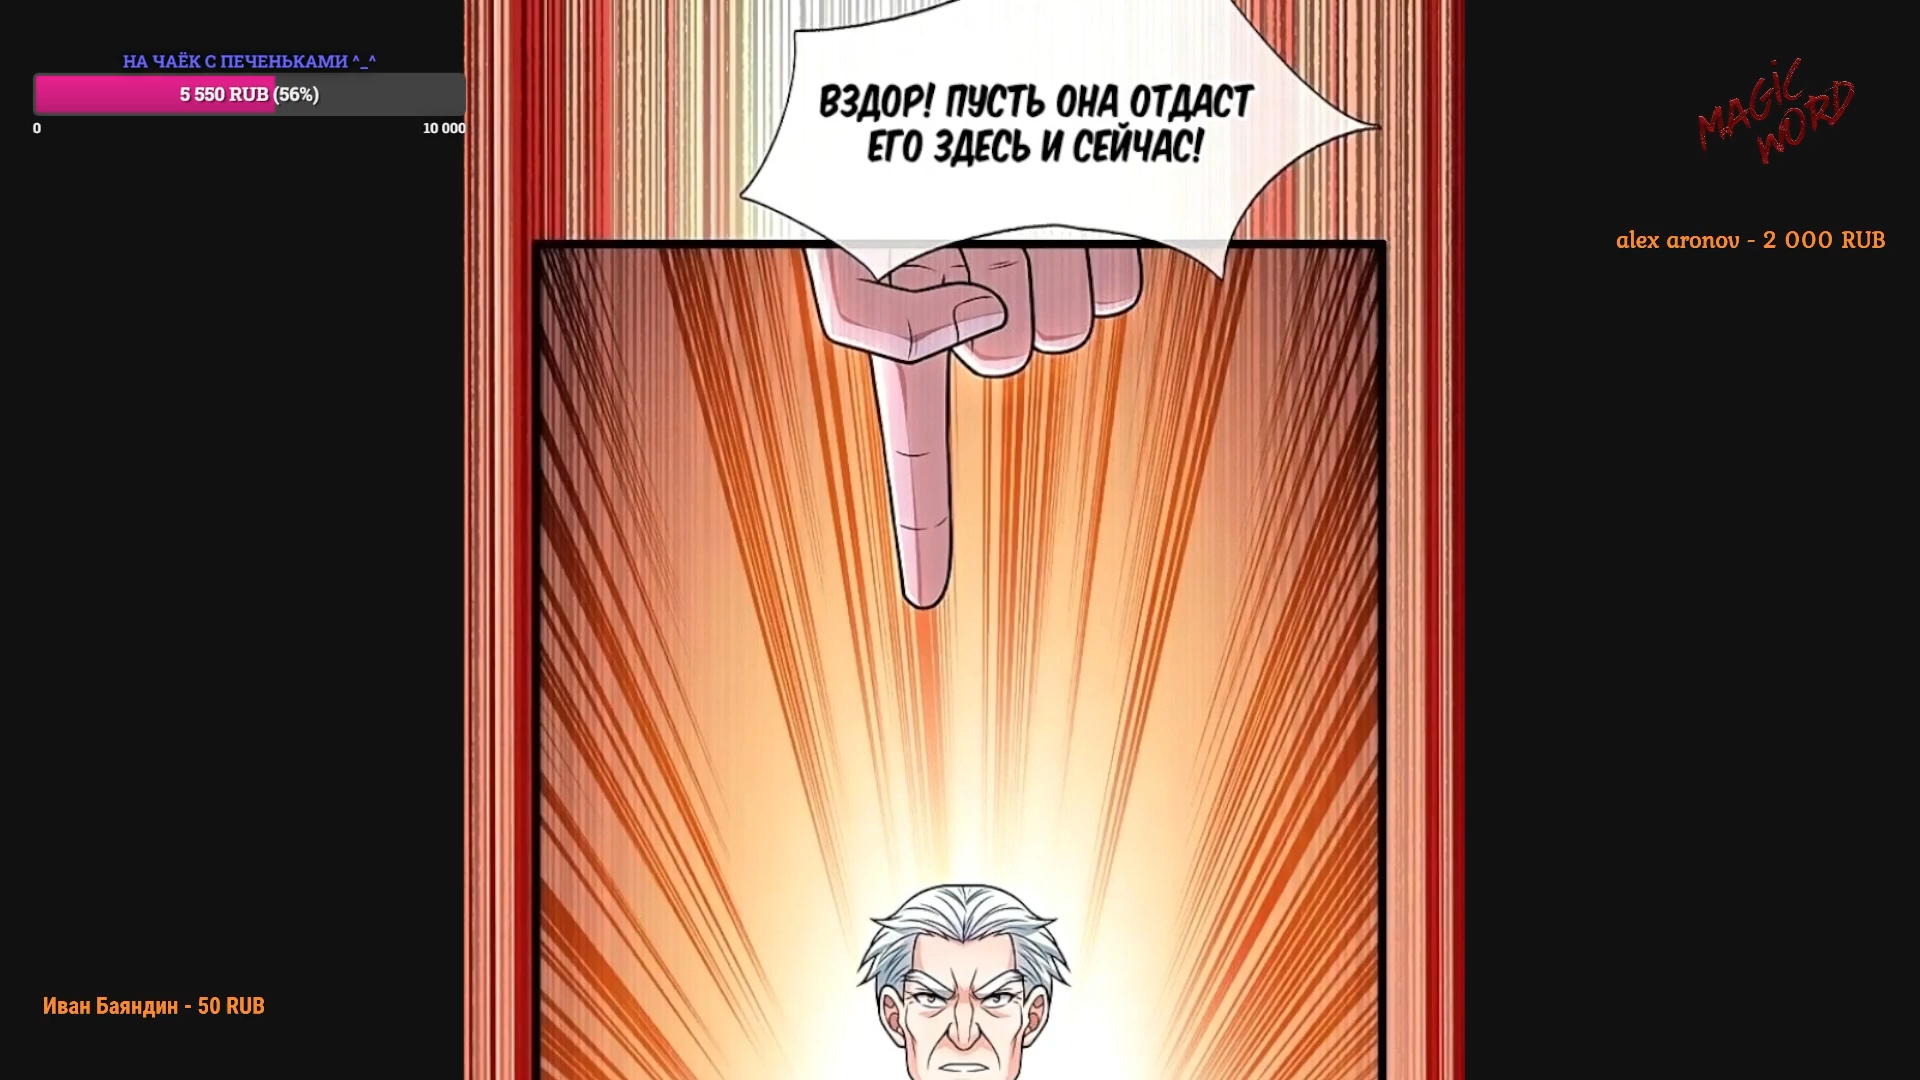 НА ЧАЁК С ПЕЧЕНЬКАМИ ^_^
5 550 RUB (56%)
0
10 000
ВЗДОР! ПУСТЬ ОНА ОТДАСТ
ЕГО ЗДЕСЬ И СЕЙЧАС!
MAGIC
WORD
alex aronov - 2 000 RUB
Иван Баяндин - 50 RUB